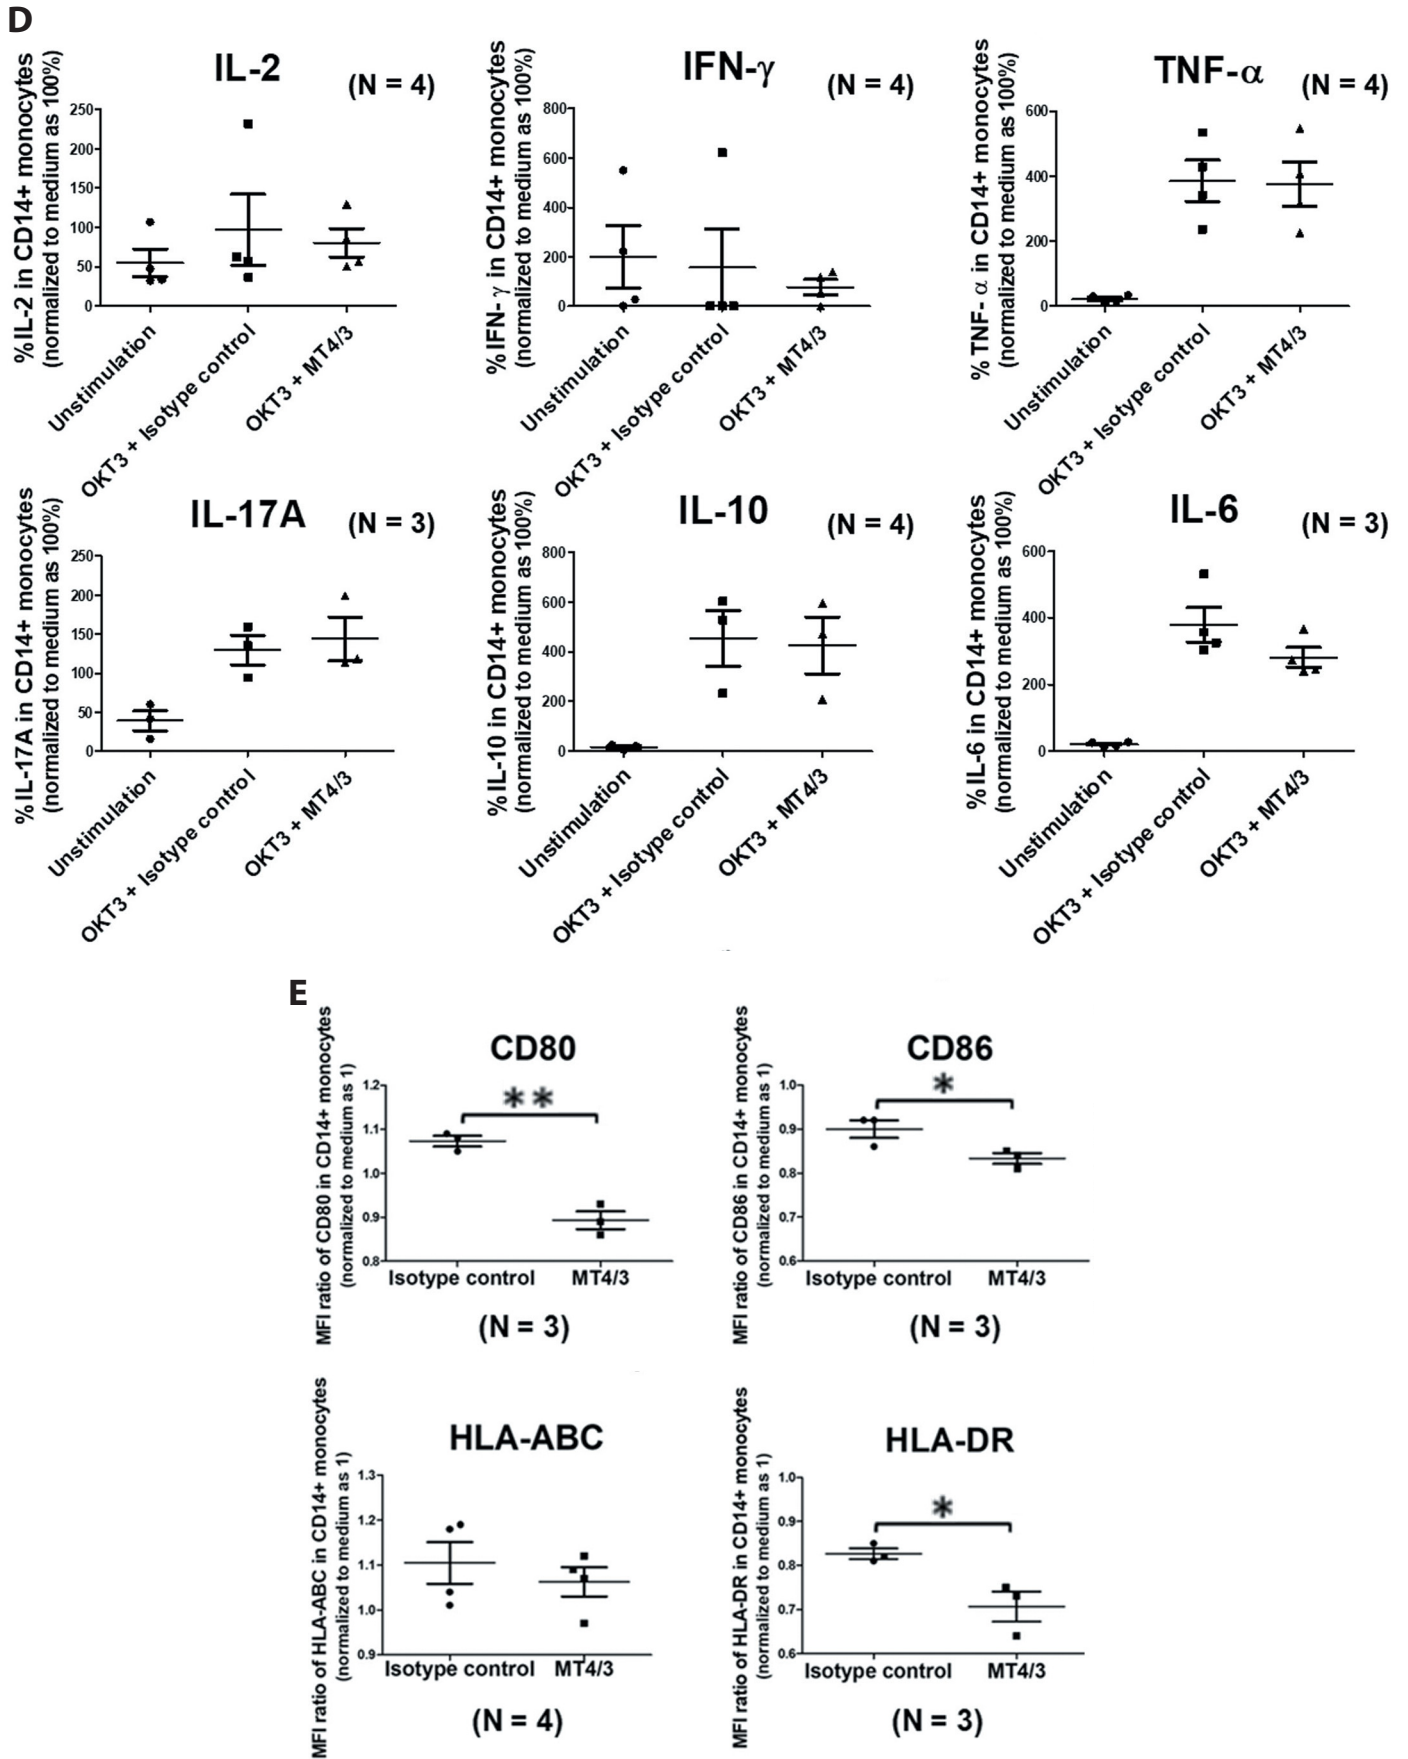 D
IL-2
(N = 4)
%IL-2 in CD14+ monocytes
(normalized to medium as 100%)
250
200
150
100
50
0
Unstimulation
OKT3 + Isotype control
OKT3 + MT4/3
IFN-γ
(N = 4)
% IFN- γ in CD14+ monocytes
(normalized to medium as 100%)
800
600
400
200
0
Unstimulation
OKT3 + Isotype control
OKT3 + MT4/3
TNF-α
(N = 4)
% TNF- α in CD14+ monocytes
(normalized to medium as 100%)
600
400
200
0
Unstimulation
OKT3 + Isotype control
OKT3 + MT4/3
IL-17A
(N = 3)
%IL-17A in CD14+ monocytes
(normalized to medium as 100%)
250
200
150
100
50
0
Unstimulation
OKT3 + Isotype control
OKT3 + MT4/3
IL-10
(N = 4)
%IL-10 in CD14+ monocytes
(normalized to medium as 100%)
800
600
400
200
0
Unstimulation
OKT3 + Isotype control
OKT3 + MT4/3
IL-6
(N = 3)
%IL-6 in CD14+ monocytes
(normalized to medium as 100%)
600
400
200
0
Unstimulation
OKT3 + Isotype control
OKT3 + MT4/3
E
CD80
MFI ratio of CD80 in CD14+ monocytes
(normalized to medium as 1)
1.2
1.1
1.0
0.9
0.8
**
Isotype control
MT4/3
(N = 3)
CD86
MFI ratio of CD86 in CD14+ monocytes
(normalized to medium as 1)
1.0
0.9
0.8
0.7
0.6
*
Isotype control
MT4/3
(N = 3)
HLA-ABC
MFI ratio of HLA-ABC in CD14+ monocytes
(normalized to medium as 1)
1.3
1.2
1.1
1.0
0.9
Isotype control
MT4/3
(N = 4)
HLA-DR
MFI ratio of HLA-DR in CD14+ monocytes
(normalized to medium as 1)
1.0
0.9
0.8
0.7
0.6
*
Isotype control
MT4/3
(N = 3)